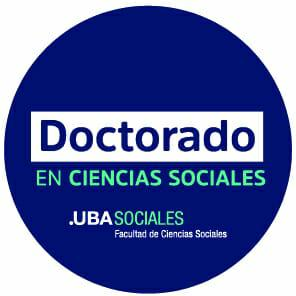 Doctorado
EN CIENCIAS SOCIALES
.UBASOCIALES
Facultad de Ciencias Sociales